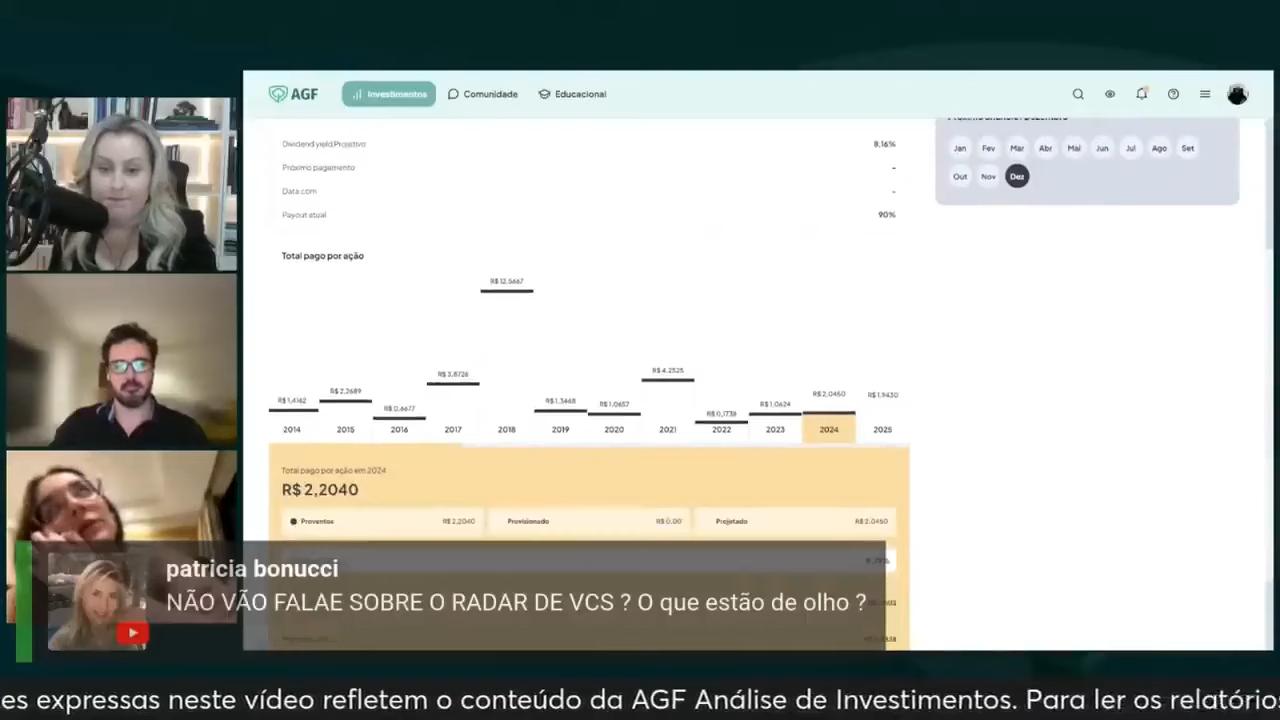 AGF
Investimentos
Comunidade
Educacional
Dividend yield Projetivo
8,16%
Próximo pagamento
-
Data com
-
Payout atual
90%
Jan Fev Mar Abr Mai Jun Jul Ago Set
Out Nov Dez
Total pago por ação
R$ 12,5667
R$ 4,2525
R$ 3,8726
R$ 2,2689
R$ 1,4162
R$ 0,6677
R$ 1,3468
R$ 1,0657
R$ 0,1738
R$ 1,0624
R$ 2,0450
R$ 1,9430
2014 2015 2016 2017 2018 2019 2020 2021 2022 2023 2024 2025
Total pago por ação em 2024
R$ 2,2040
Proventos R$ 2,2040
Provisionado R$ 0,00
Projetado R$ 2,0450
patricia bonucci
NÃO VÃO FALAE SOBRE O RADAR DE VCS ? O que estão de olho ?
es expressas neste vídeo refletem o conteúdo da AGF Análise de Investimentos. Para ler os relatórios